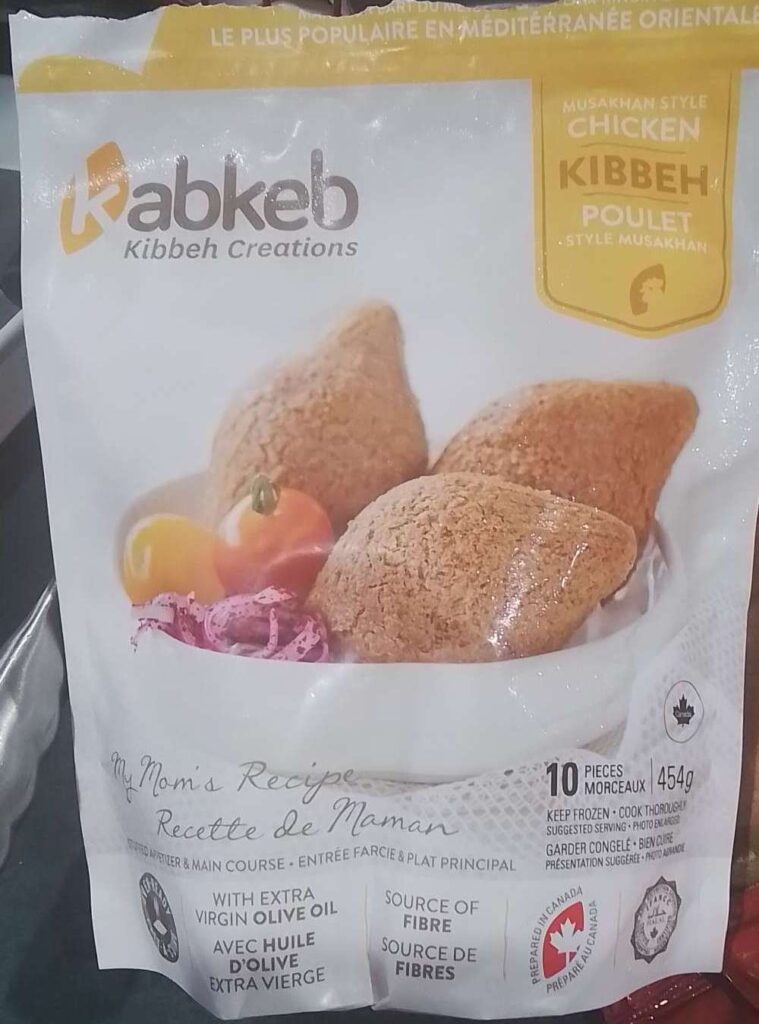 LE PLUS POPULAIRE EN MÉDITÉRRANÉE ORIENTALE
MUSAKHAN STYLE
CHICKEN
KIBBEH
POULET
STYLE MUSAKHAN
kabkeb
Kibbeh Creations
My Mom's Recipe
Recette de Maman
APPETIZER & MAIN COURSE • ENTRÉE FARCIE & PLAT PRINCIPAL
Canada
10 PIECES
MORCEAUX
454g
KEEP FROZEN • COOK THOROUGHLY
SUGGESTED SERVING • PHOTO ENLARGED
GARDER CONGELÉ • BIEN CUIRE
PRÉSENTATION SUGGÉRÉE • PHOTO AGRANDIE
WITH EXTRA
VIRGIN OLIVE OIL
AVEC HUILE
D'OLIVE
EXTRA VIERGE
SOURCE OF
FIBRE
SOURCE DE
FIBRES
PREPARED IN CANADA
PRÉPARÉ AU CANADA
HALAL